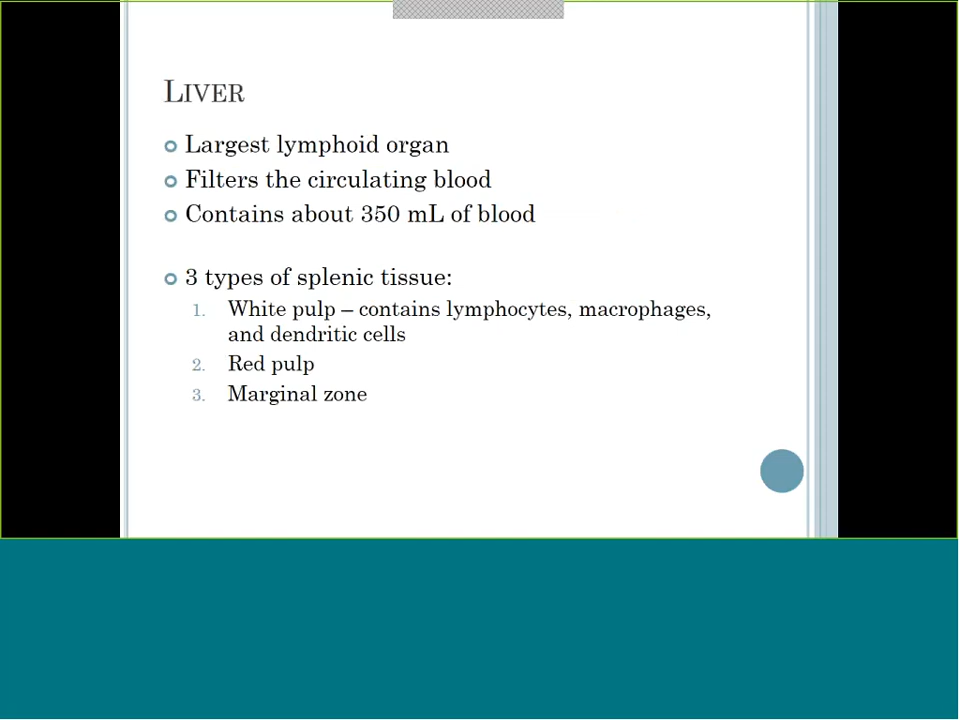 Liver
Largest lymphoid organ
Filters the circulating blood
Contains about 350 mL of blood
3 types of splenic tissue:
1. White pulp – contains lymphocytes, macrophages,
and dendritic cells
2. Red pulp
3. Marginal zone